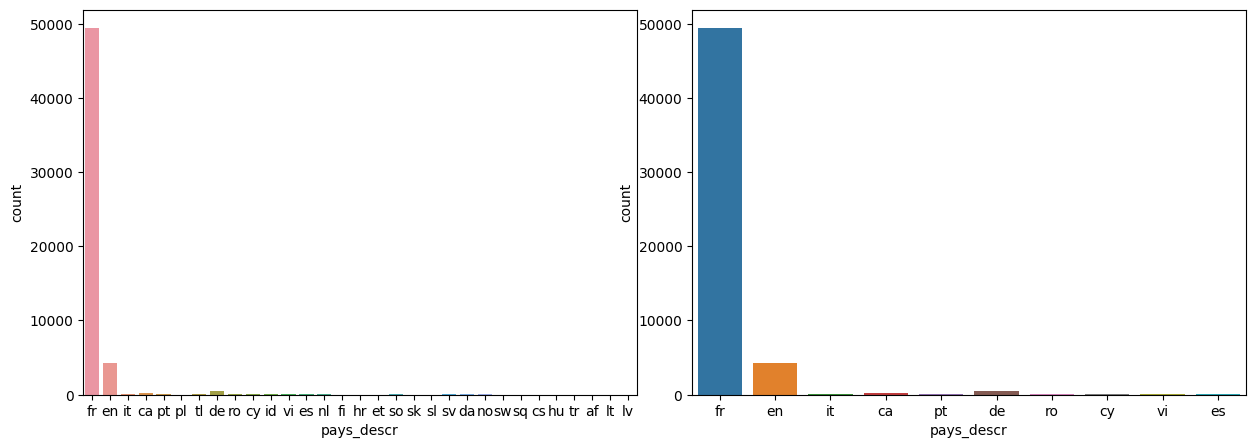 50000
40000
30000
20000
10000
0
count
fr en it ca pt pl tl de ro cy id vi es nl fi hr et so sk sl sv da no sw sq cs hu tr af lt lv
pays_descr
50000
40000
30000
20000
10000
0
count
fr en it ca pt de ro cy vi es
pays_descr